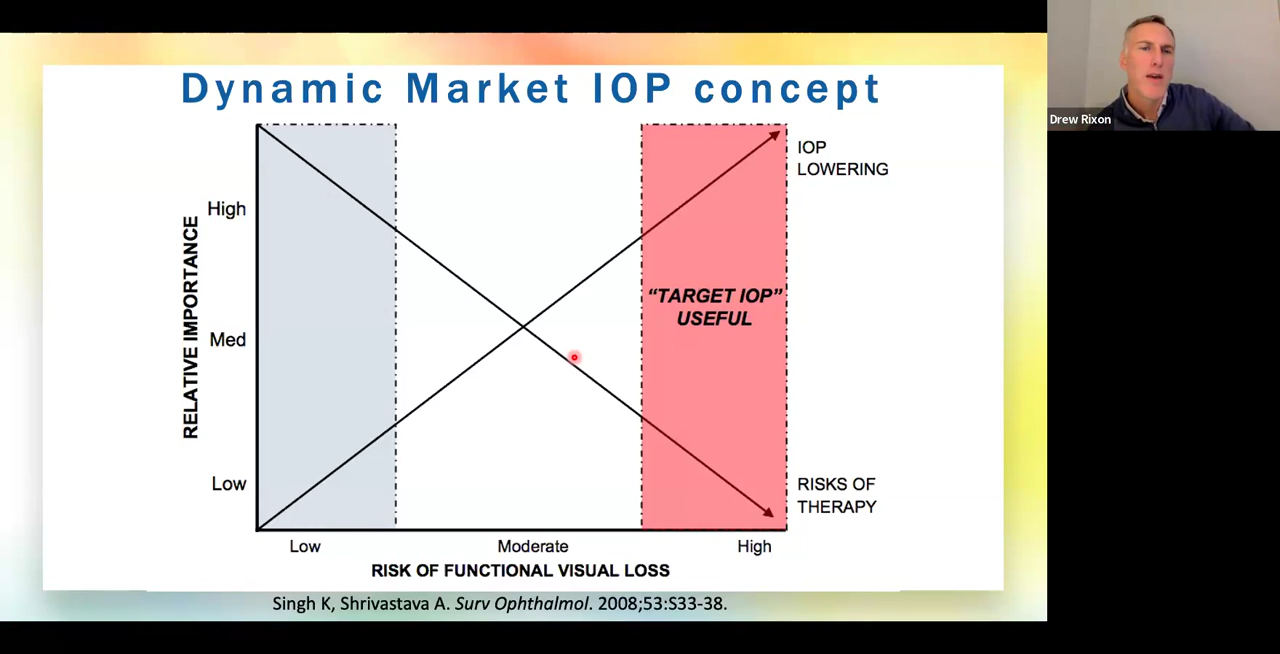 Dynamic Market IOP concept
High
Med
Low
RELATIVE IMPORTANCE
"TARGET IOP"
USEFUL
IOP
LOWERING
RISKS OF
THERAPY
Low
Moderate
High
RISK OF FUNCTIONAL VISUAL LOSS
Singh K, Shrivastava A. Surv Ophthalmol. 2008;53:S33-38.
Drew Rixon